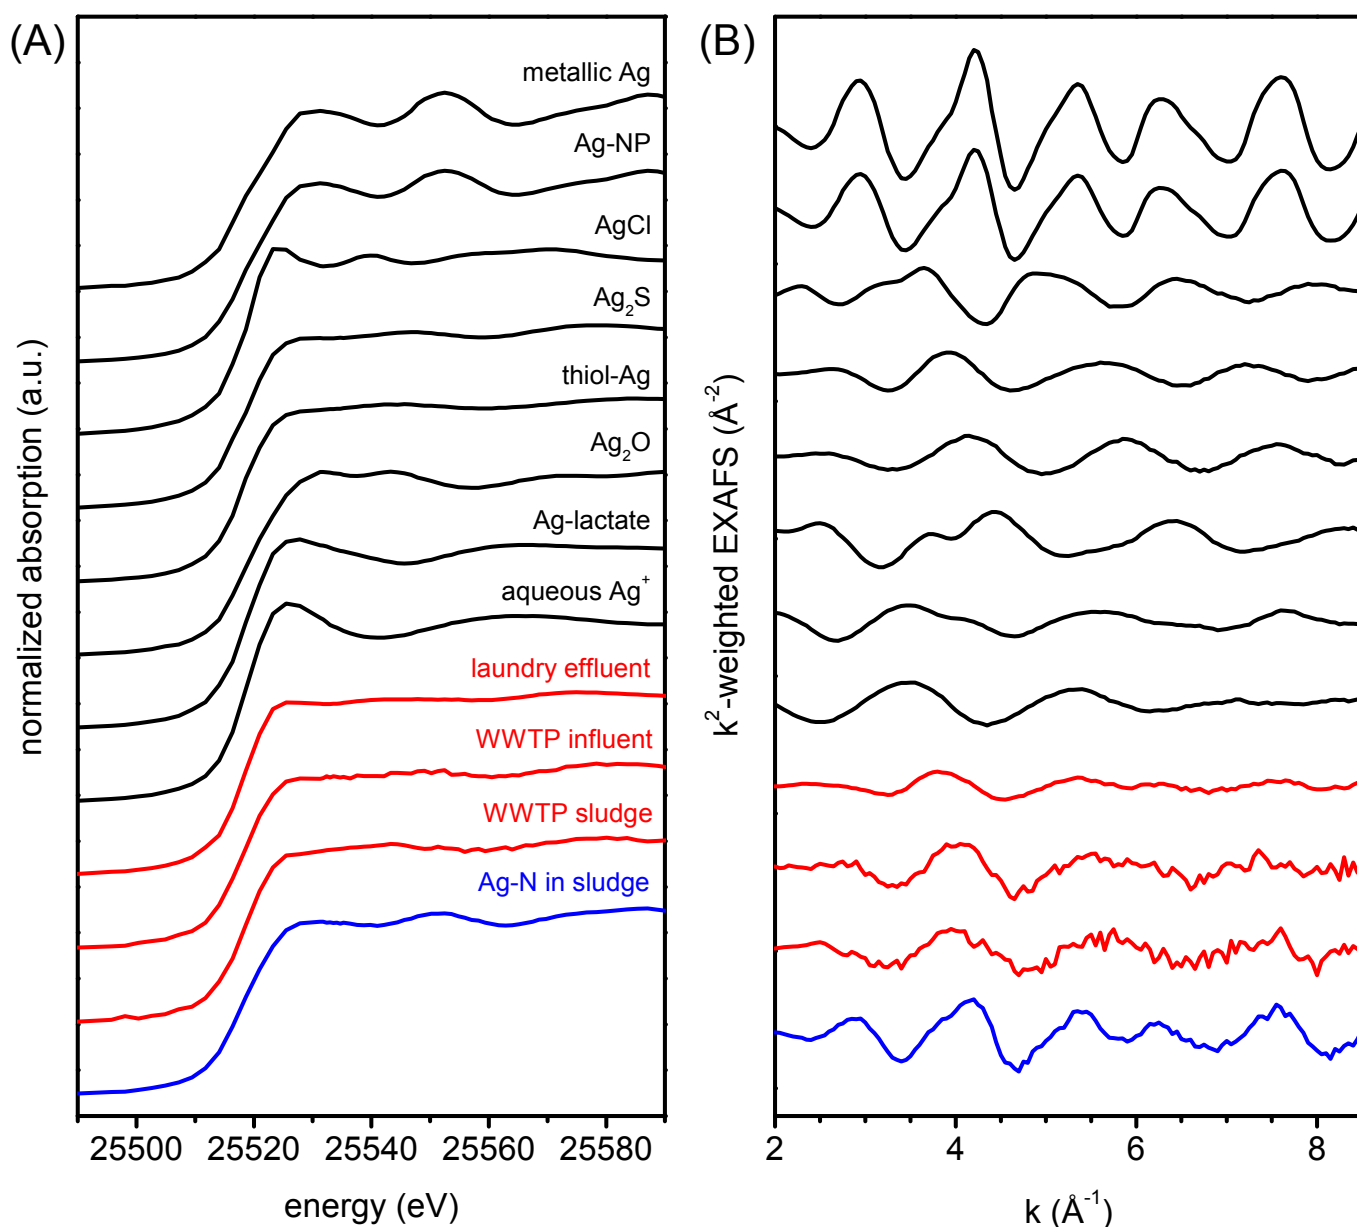 (A)
metallic Ag
Ag-NP
AgCl
Ag₂S
thiol-Ag
Ag₂O
Ag-lactate
aqueous Ag⁺
laundry effluent
WWTP influent
WWTP sludge
Ag-N in sludge
normalized absorption (a.u.)
25500 25520 25540 25560 25580
energy (eV)
(B)
k²-weighted EXAFS (Å⁻²)
2 4 6 8
k (Å⁻¹)